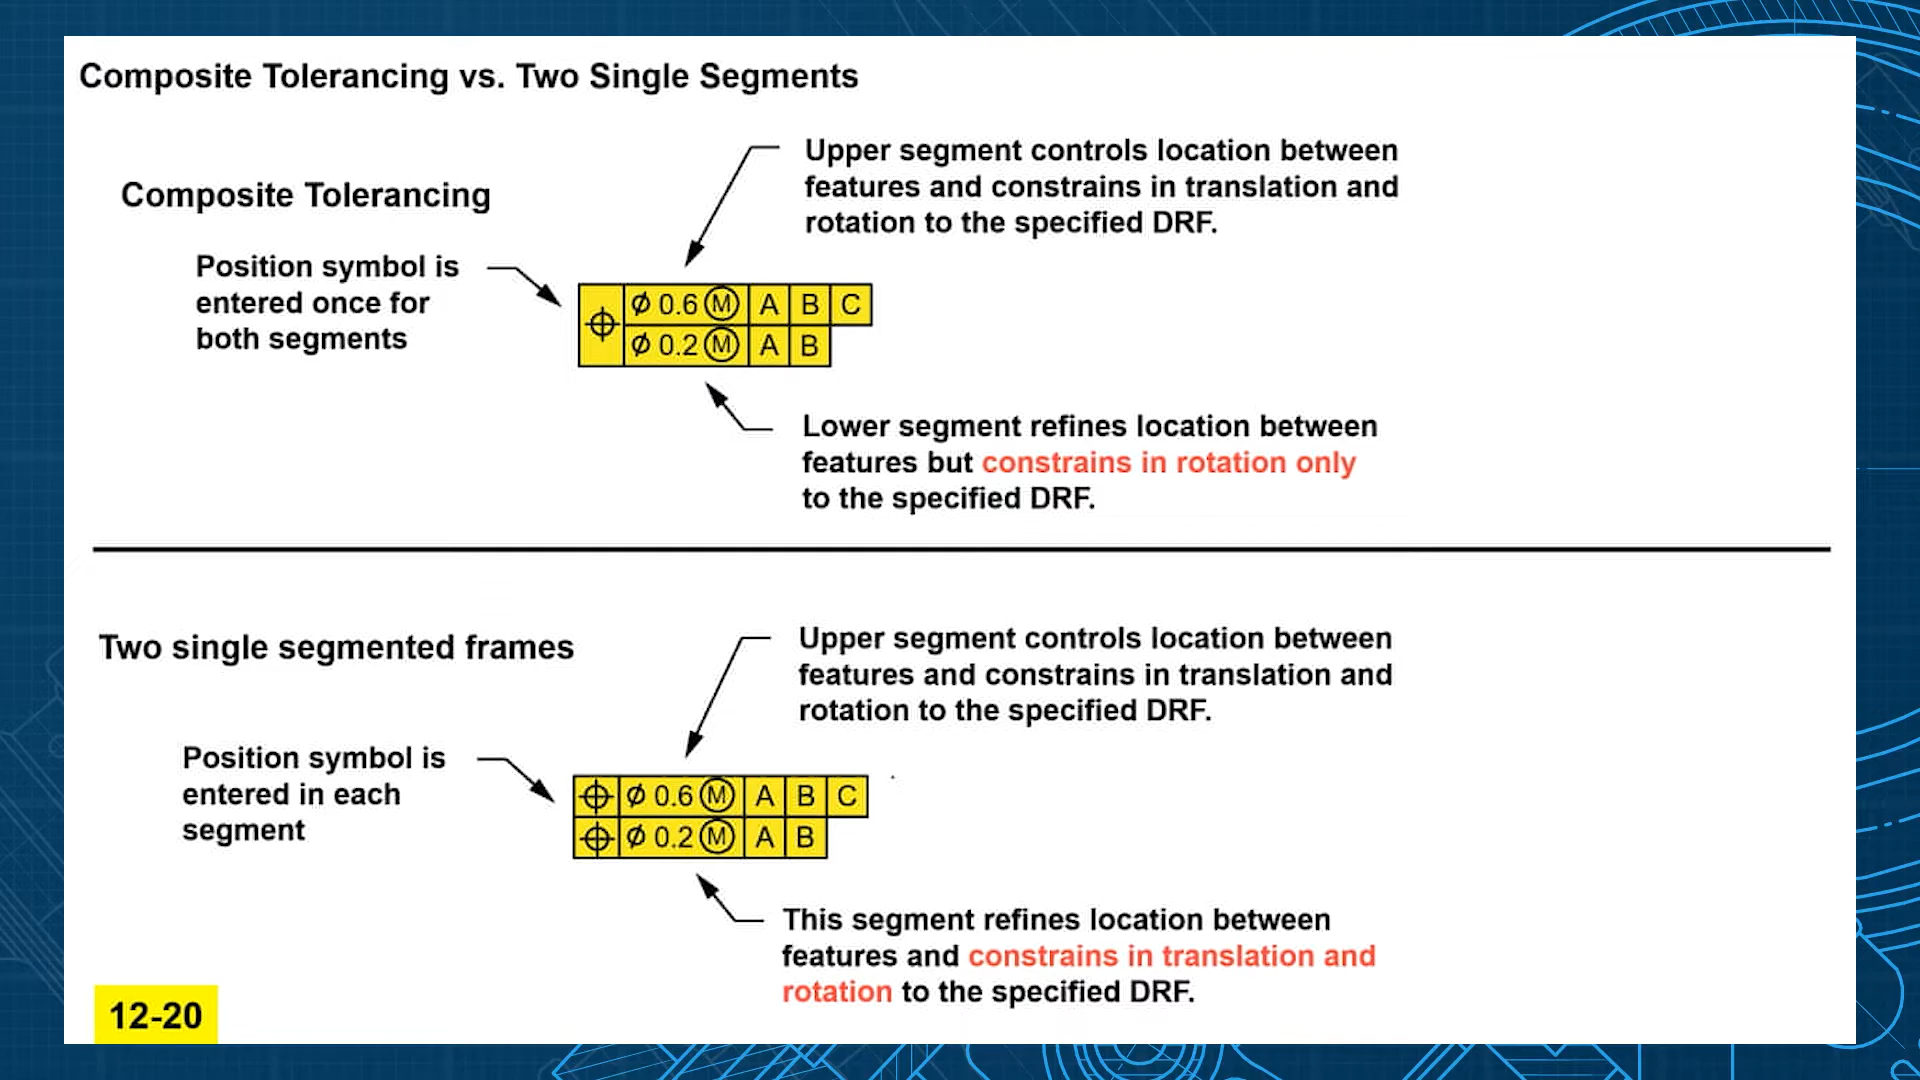 Composite Tolerancing vs. Two Single Segments
Composite Tolerancing
Upper segment controls location between
features and constrains in translation and
rotation to the specified DRF.
Position symbol is
entered once for
both segments
⌖ ⌀ 0.6 Ⓜ A B C
⌀ 0.2 Ⓜ A B
Lower segment refines location between
features but constrains in rotation only
to the specified DRF.
Two single segmented frames
Upper segment controls location between
features and constrains in translation and
rotation to the specified DRF.
Position symbol is
entered in each
segment
⌖ ⌀ 0.6 Ⓜ A B C
⌖ ⌀ 0.2 Ⓜ A B
This segment refines location between
features and constrains in translation and
rotation to the specified DRF.
12-20